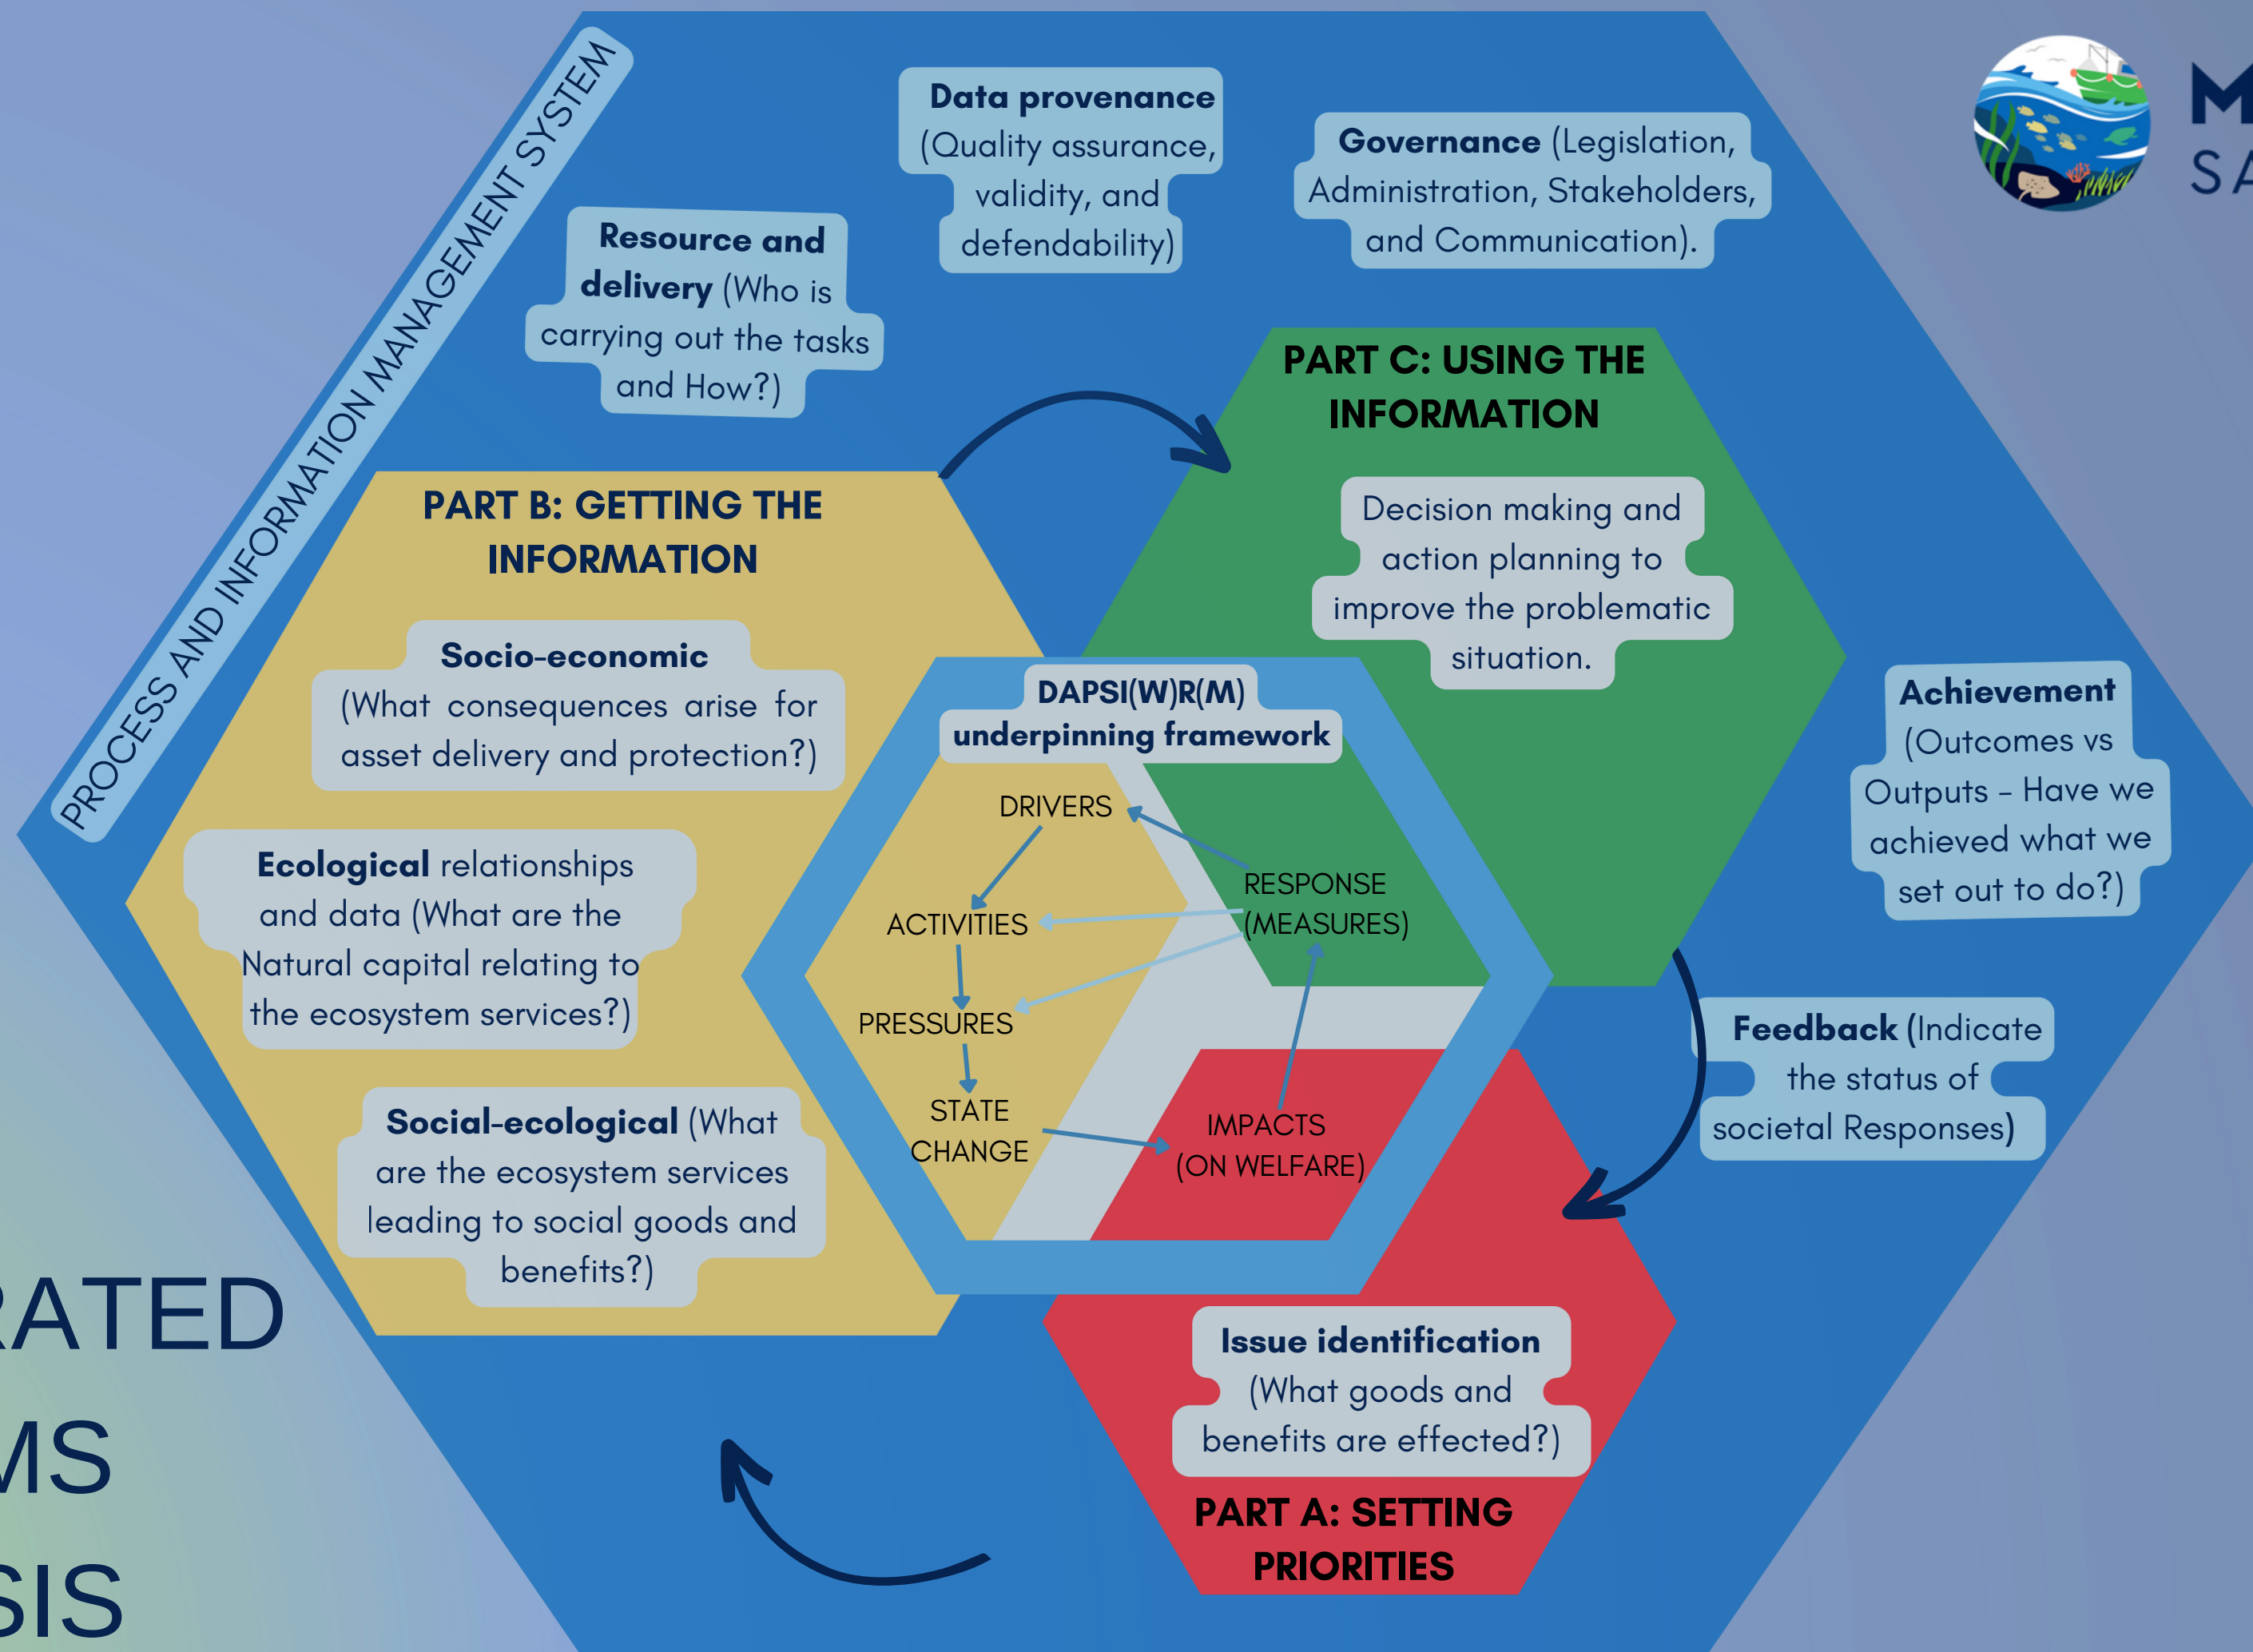 PROCESS AND INFORMATION MANAGEMENT SYSTEM
Data provenance
(Quality assurance,
validity, and
defendability)
Governance (Legislation,
Administration, Stakeholders,
and Communication).
Resource and
delivery (Who is
carrying out the tasks
and How?)
PART C: USING THE
INFORMATION
Decision making and
action planning to
improve the problematic
situation.
PART B: GETTING THE
INFORMATION
Socio-economic
(What consequences arise for
asset delivery and protection?)
Ecological relationships
and data (What are the
Natural capital relating to
the ecosystem services?)
Social-ecological (What
are the ecosystem services
leading to social goods and
benefits?)
DAPSI(W)R(M)
underpinning framework
DRIVERS
ACTIVITIES
PRESSURES
STATE
CHANGE
RESPONSE
(MEASURES)
IMPACTS
(ON WELFARE)
Achievement
(Outcomes vs
Outputs - Have we
achieved what we
set out to do?)
Feedback (Indicate
the status of
societal Responses)
Issue identification
(What goods and
benefits are effected?)
PART A: SETTING
PRIORITIES
RATED
MS
SIS
M
SA